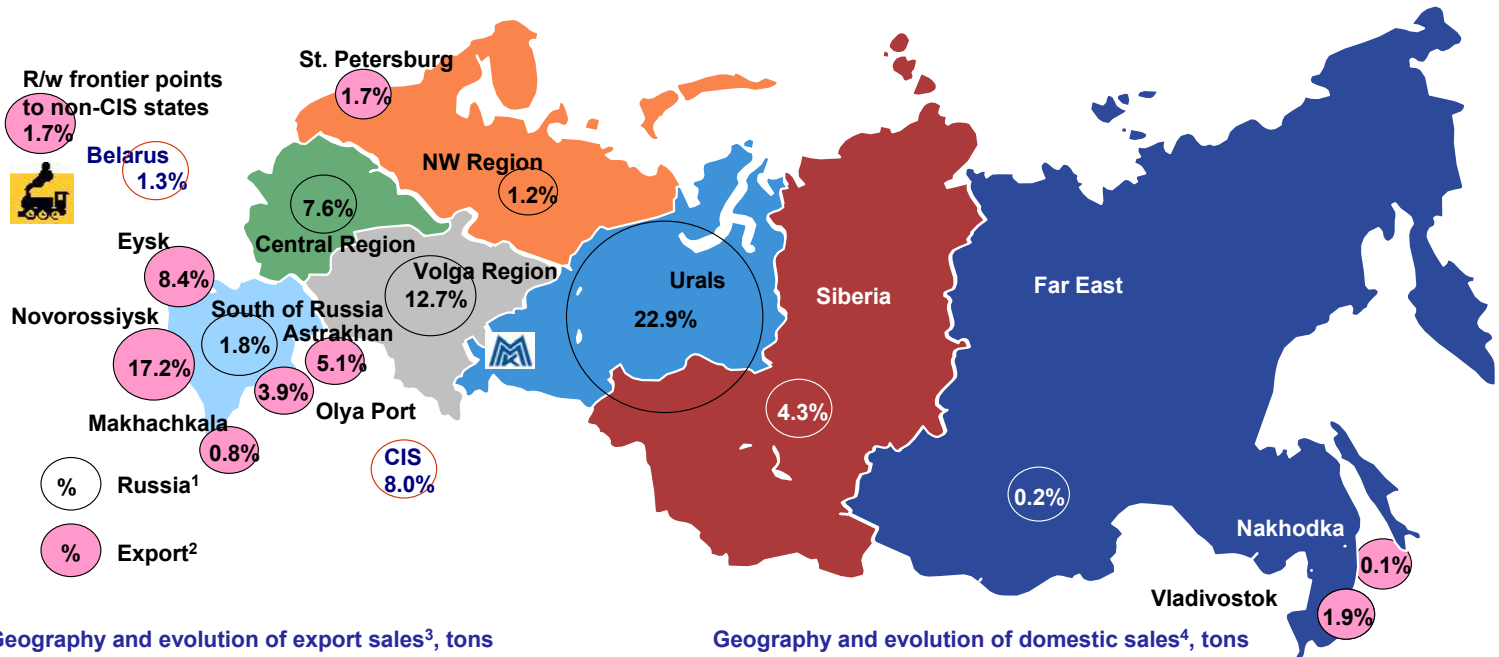 St. Petersburg
1.7%
R/w frontier points
to non-CIS states
1.7%
Belarus
1.3%
NW Region
1.2%
7.6%
Central Region
Eysk
8.4%
Volga Region
12.7%
Urals
22.9%
Siberia
4.3%
Far East
0.2%
Novorossiysk
17.2%
South of Russia
1.8%
Astrakhan
5.1%
3.9%
Olya Port
Makhachkala
0.8%
CIS
8.0%
% Russia¹
% Export²
Nakhodka
0.1%
Vladivostok
1.9%
Geography and evolution of export sales³, tons
Geography and evolution of domestic sales⁴, tons